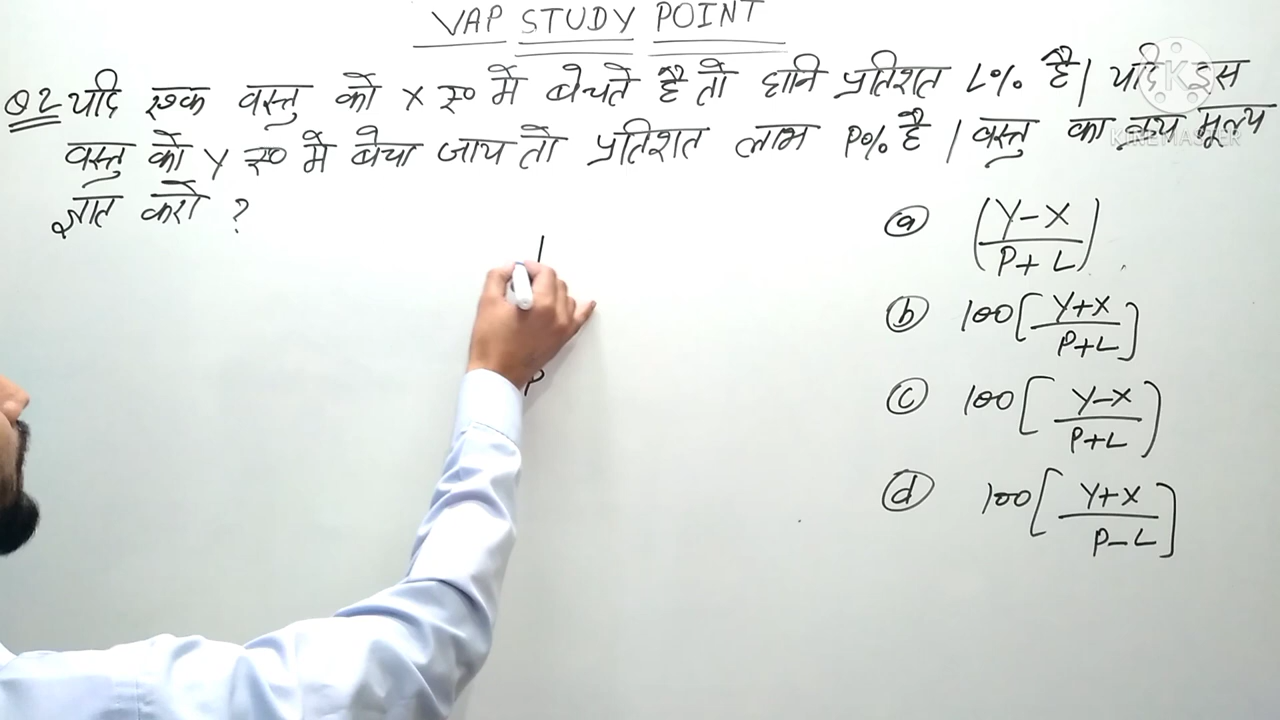 VAP STUDY POINT
Q2 यदि एक वस्तु को X रू० में बेचते है तो हानि प्रतिशत L% है। यदि इस
वस्तु को Y रू० में बेचा जाय तो प्रतिशत लाभ P% है। वस्तु का क्रय मूल्य
ज्ञात करो ?
KINEMASTER
P
a (Y-X / P+L)
b 100[Y+X / P+L]
c 100[Y-X / P+L)
d 100[Y+X / P-L]